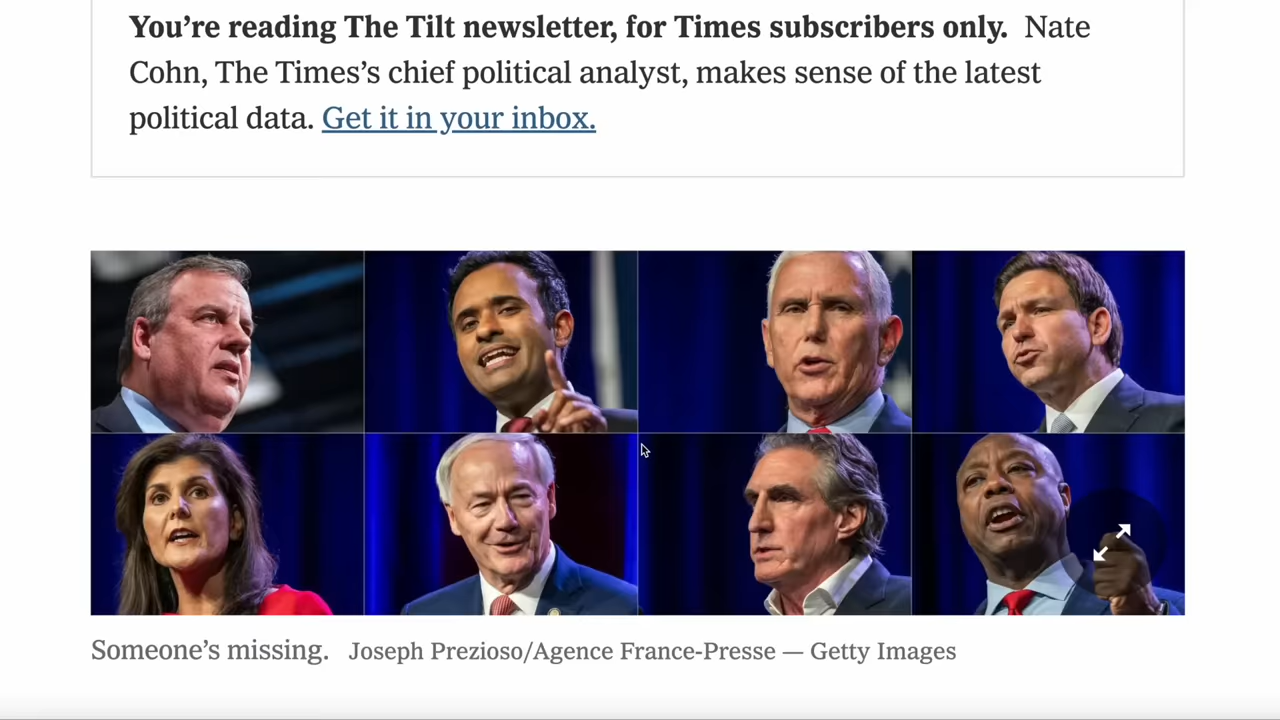 You’re reading The Tilt newsletter, for Times subscribers only. Nate
Cohn, The Times’s chief political analyst, makes sense of the latest
political data. Get it in your inbox.
Someone’s missing. Joseph Prezioso/Agence France-Presse — Getty Images